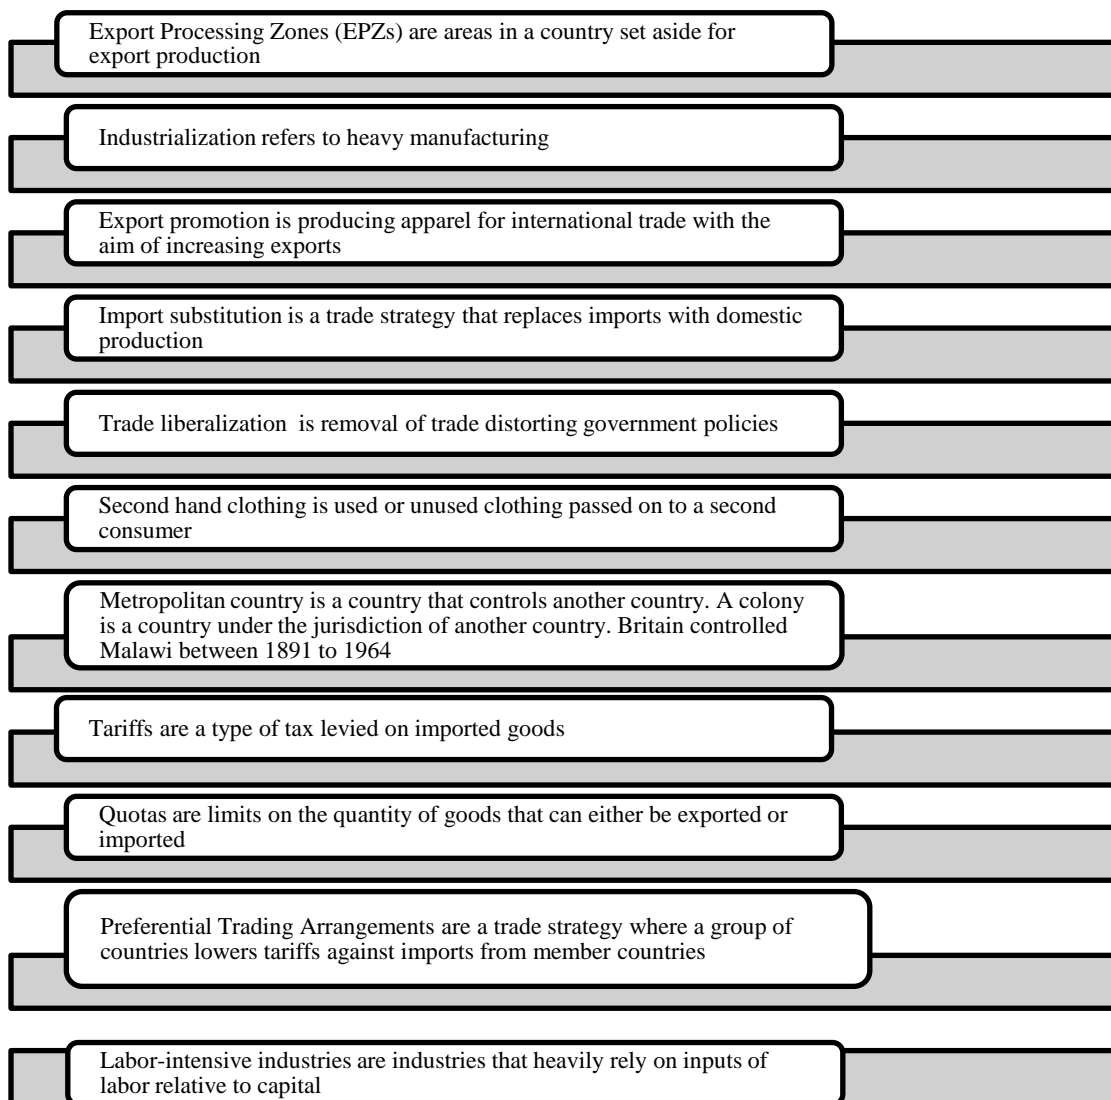 Export Processing Zones (EPZs) are areas in a country set aside for
export production
Industrialization refers to heavy manufacturing
Export promotion is producing apparel for international trade with the
aim of increasing exports
Import substitution is a trade strategy that replaces imports with domestic
production
Trade liberalization  is removal of trade distorting government policies
Second hand clothing is used or unused clothing passed on to a second
consumer
Metropolitan country is a country that controls another country. A colony
is a country under the jurisdiction of another country. Britain controlled
Malawi between 1891 to 1964
Tariffs are a type of tax levied on imported goods
Quotas are limits on the quantity of goods that can either be exported or
imported
Preferential Trading Arrangements are a trade strategy where a group of
countries lowers tariffs against imports from member countries
Labor-intensive industries are industries that heavily rely on inputs of
labor relative to capital